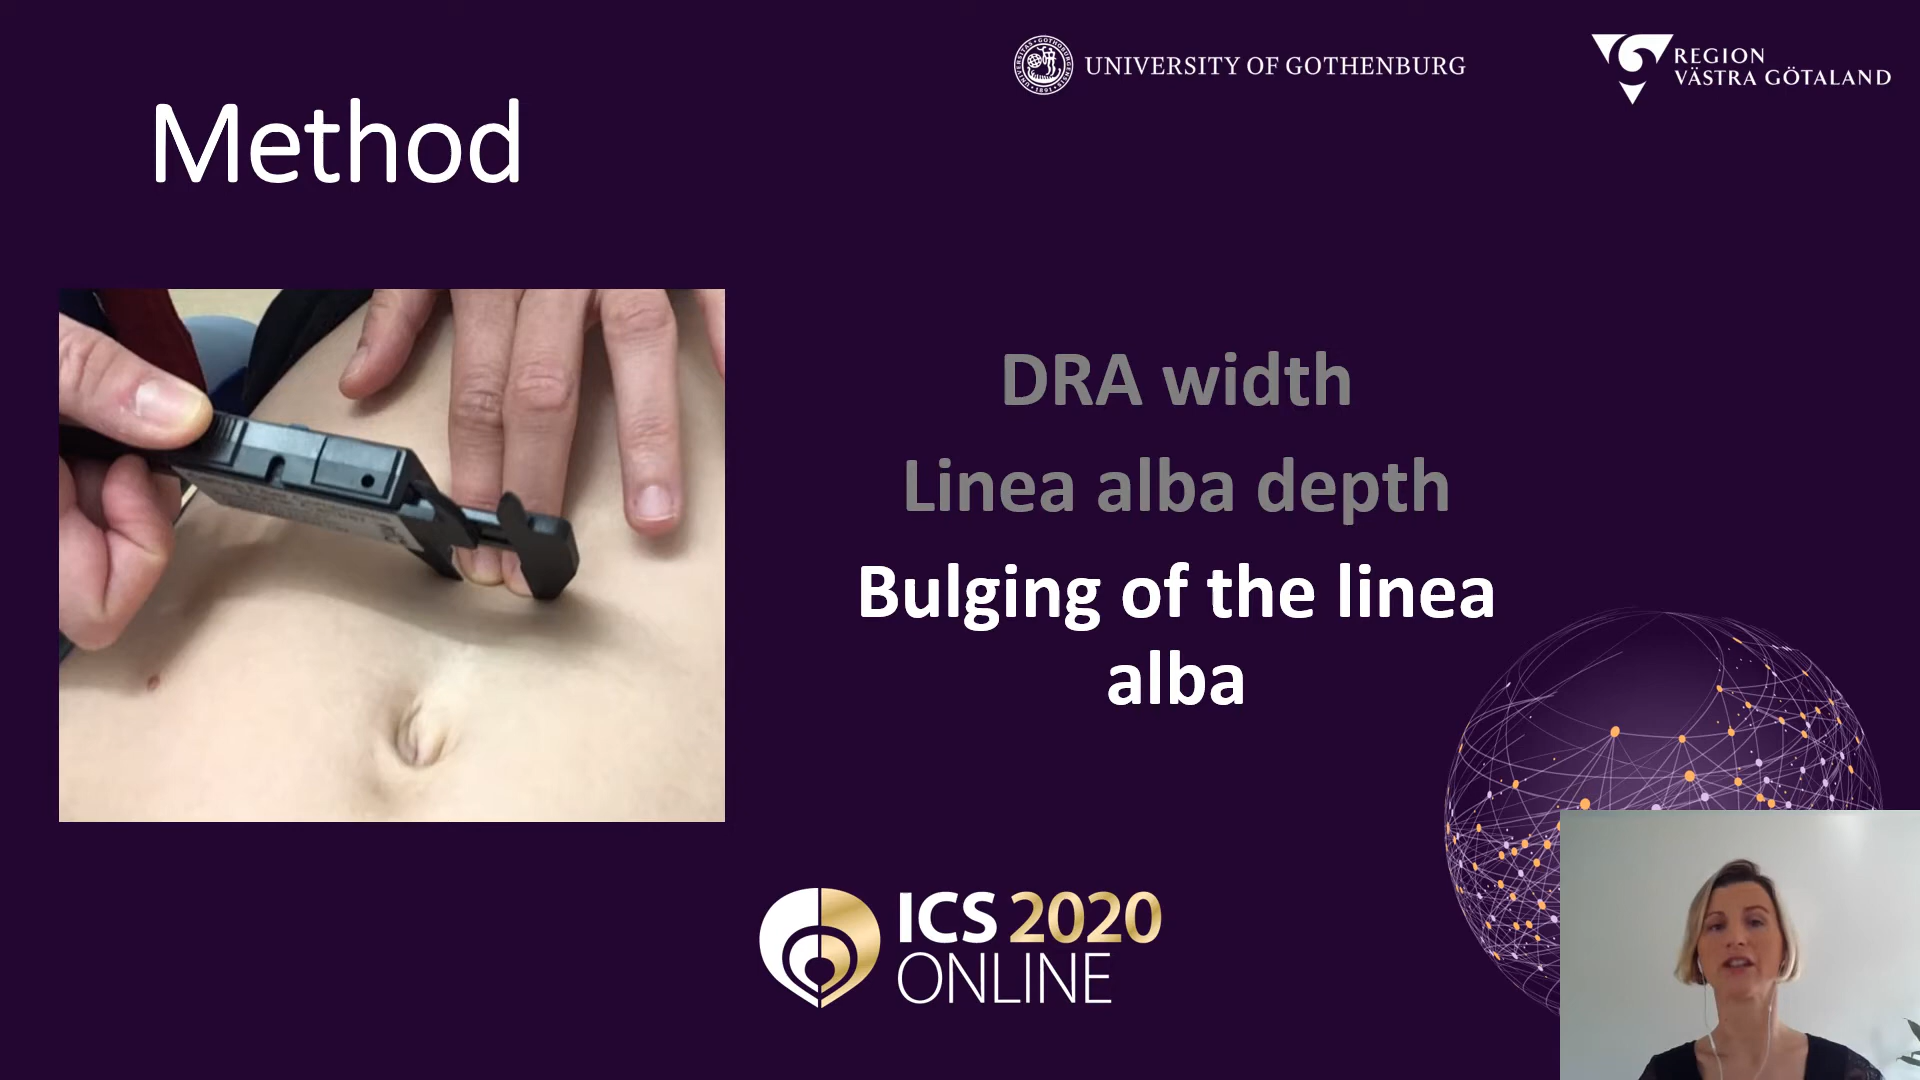 UNIVERSITY OF GOTHENBURG
REGION
VÄSTRA GÖTALAND
Method
DRA width
Linea alba depth
Bulging of the linea
alba
ICS 2020
ONLINE